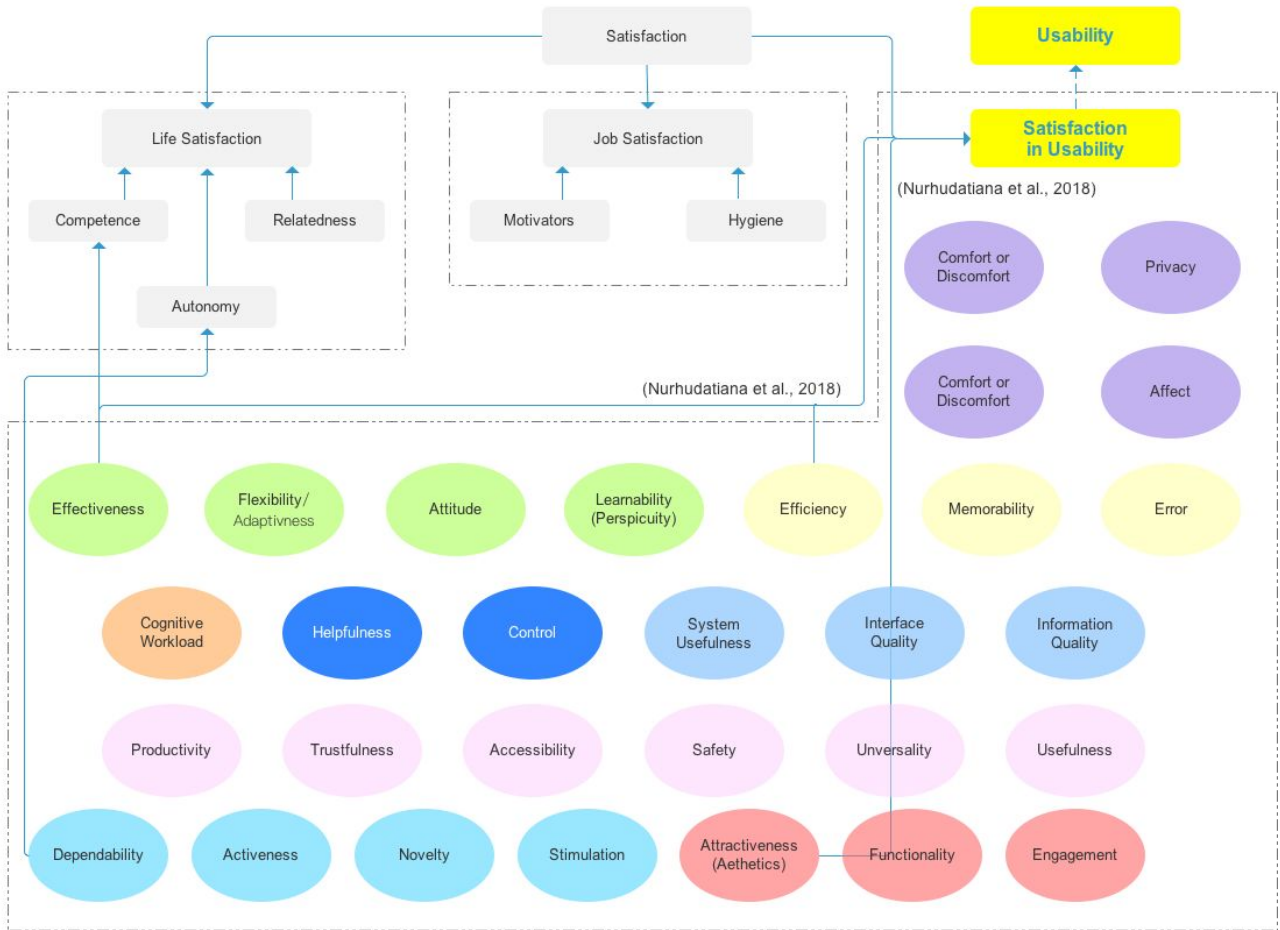 Satisfaction
Usability
Life Satisfaction
Job Satisfaction
Satisfaction
in Usability
(Nurhudatiana et al., 2018)
Competence
Relatedness
Motivators
Hygiene
Autonomy
Comfort or
Discomfort
Privacy
Comfort or
Discomfort
Affect
(Nurhudatiana et al., 2018)
Effectiveness
Flexibility/
Adaptivness
Attitude
Learnability
(Perspicuity)
Efficiency
Memorability
Error
Cognitive
Workload
Helpfulness
Control
System
Usefulness
Interface
Quality
Information
Quality
Productivity
Trustfulness
Accessibility
Safety
Unversality
Usefulness
Dependability
Activeness
Novelty
Stimulation
Attractiveness
(Aethetics)
Functionality
Engagement